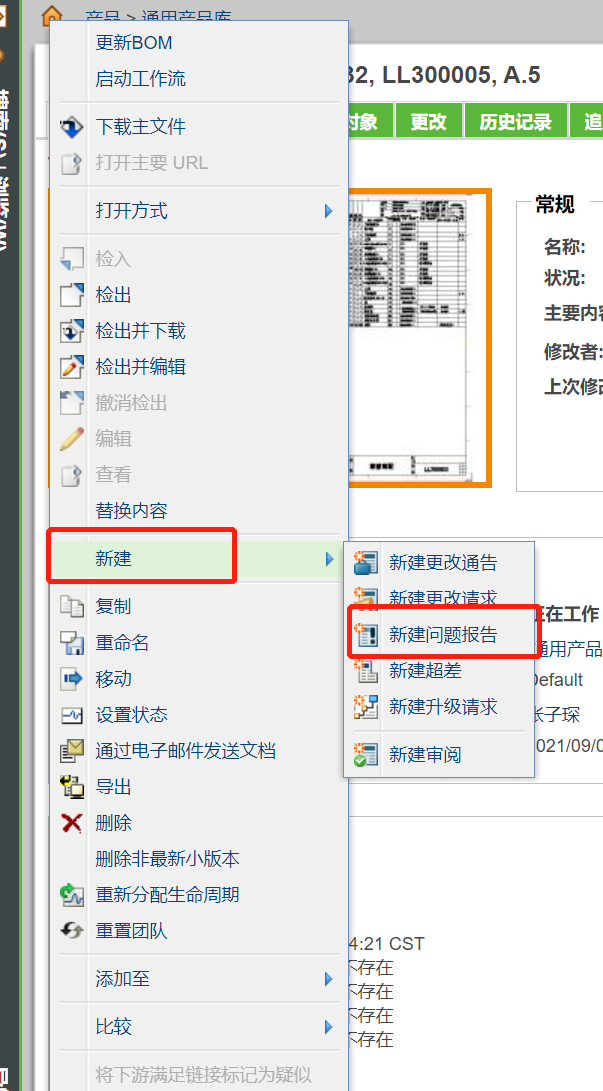 产品 > 通用产品库
更新BOM
启动工作流
32, LL300005, A.5
下载主文件
对象
更改
历史记录
追
打开主要 URL
打开方式
常规
名称:
检入
状况:
检出
主要内容
检出并下载
修改者:
检出并编辑
上次修改
撤消检出
编辑
查看
替换内容
新建
新建更改通告
新建更改请求
复制
正在工作
新建问题报告
重命名
通用产品
新建超差
移动
Default
新建升级请求
设置状态
张子琛
通过电子邮件发送文档
新建审阅
2021/09/0
导出
删除
删除非最新小版本
重新分配生命周期
重置团队
4:21 CST
不存在
添加至
不存在
不存在
比较
不存在
将下游满足链接标记为疑似